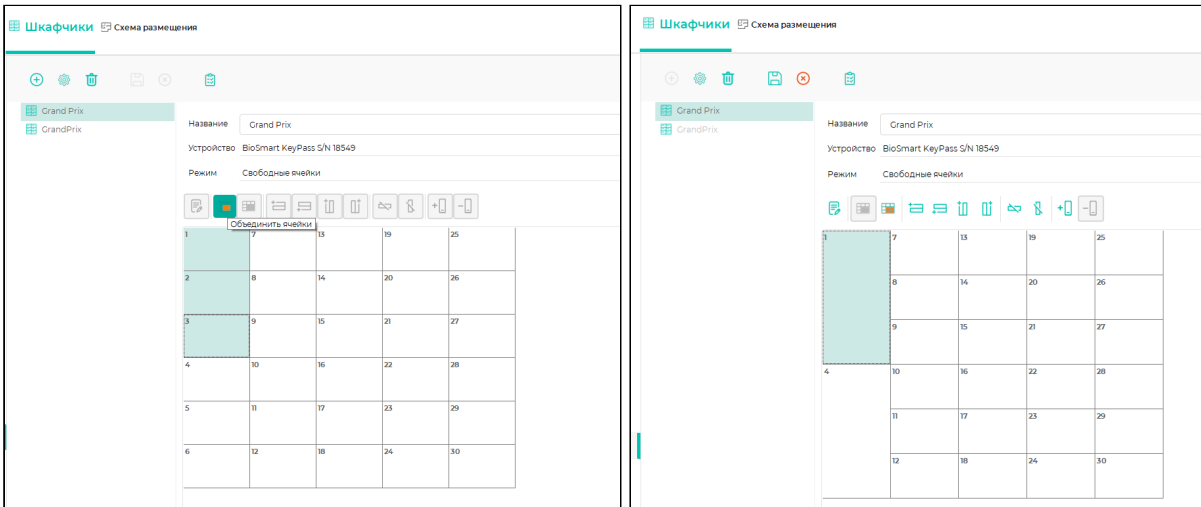 Шкафчики Схема размещения
Grand Prix
GrandPrix
Название Grand Prix
Устройство BioSmart KeyPass S/N 18549
Режим Свободные ячейки
Объединить ячейки
1 7 13 19 25
2 8 14 20 26
3 9 15 21 27
4 10 16 22 28
5 11 17 23 29
6 12 18 24 30
Шкафчики Схема размещения
Grand Prix
GrandPrix
Название Grand Prix
Устройство BioSmart KeyPass S/N 18549
Режим Свободные ячейки
1 7 13 19 25
8 14 20 26
9 15 21 27
4 10 16 22 28
11 17 23 29
12 18 24 30